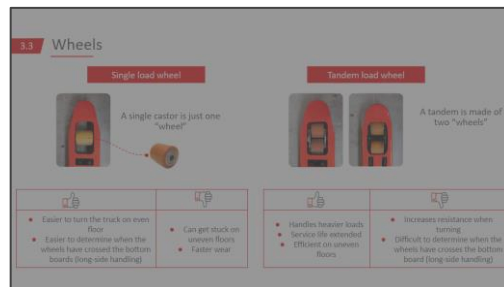 3.3 Wheels
Single load wheel
A single castor is just one
"wheel"
Easier to turn the truck on even
floor
Easier to determine when the
wheels have crossed the bottom
boards (long-side handling)
Can get stuck on
uneven floors
Faster wear
Tandem load wheel
A tandem is made of
two "wheels"
Handles heavier loads
Service life extended
Efficient on uneven
floors
Increases resistance when
turning
Difficult to determine when the
wheels have crosses the bottom
board (long-side handling)